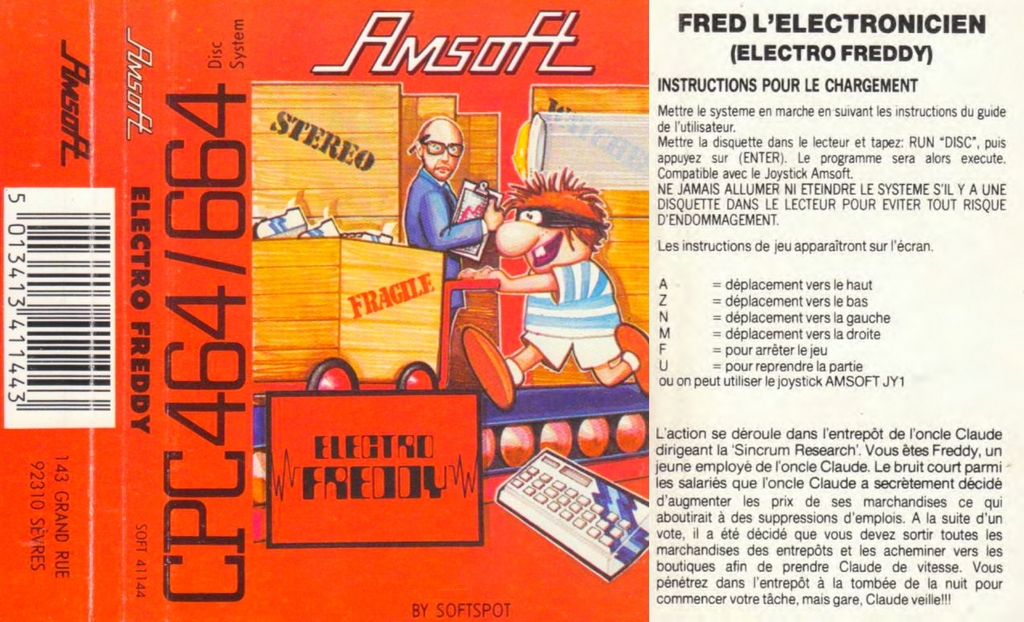 Amsoft
Amsoft
5 013413 411443
143 GRAND RUE
92310 SÈVRES
ELECTRO FREDDY
SOFT 41144
CPC464/664
Disc
System
Amsoft
STEREO
FRAGILE
ELECTRO
FREDDY
BY SOFTSPOT
FRED L'ELECTRONICIEN
(ELECTRO FREDDY)
INSTRUCTIONS POUR LE CHARGEMENT
Mettre le systeme en marche en suivant les instructions du guide
de l'utilisateur.
Mettre la disquette dans le lecteur et tapez: RUN "DISC", puis
appuyez sur (ENTER). Le programme sera alors execute.
Compatible avec le Joystick Amsoft.
NE JAMAIS ALLUMER NI ETEINDRE LE SYSTEME S'IL Y A UNE
DISQUETTE DANS LE LECTEUR POUR EVITER TOUT RISQUE
D'ENDOMMAGEMENT.
Les instructions de jeu apparaîtront sur l'écran.
A = déplacement vers le haut
Z = déplacement vers le bas
N = déplacement vers la gauche
M = déplacement vers la droite
F = pour arrêter le jeu
U = pour reprendre la partie
ou on peut utiliser le joystick AMSOFT JY1
L'action se déroule dans l'entrepôt de l'oncle Claude
dirigeant la 'Sincrum Research'. Vous êtes Freddy, un
jeune employé de l'oncle Claude. Le bruit court parmi
les salariés que l'oncle Claude a secrètement décidé
d'augmenter les prix de ses marchandises ce qui
aboutirait à des suppressions d'emplois. A la suite d'un
vote, il a été décidé que vous devez sortir toutes les
marchandises des entrepôts et les acheminer vers les
boutiques afin de prendre Claude de vitesse. Vous
pénétrez dans l'entrepôt à la tombée de la nuit pour
commencer votre tâche, mais gare, Claude veille!!!